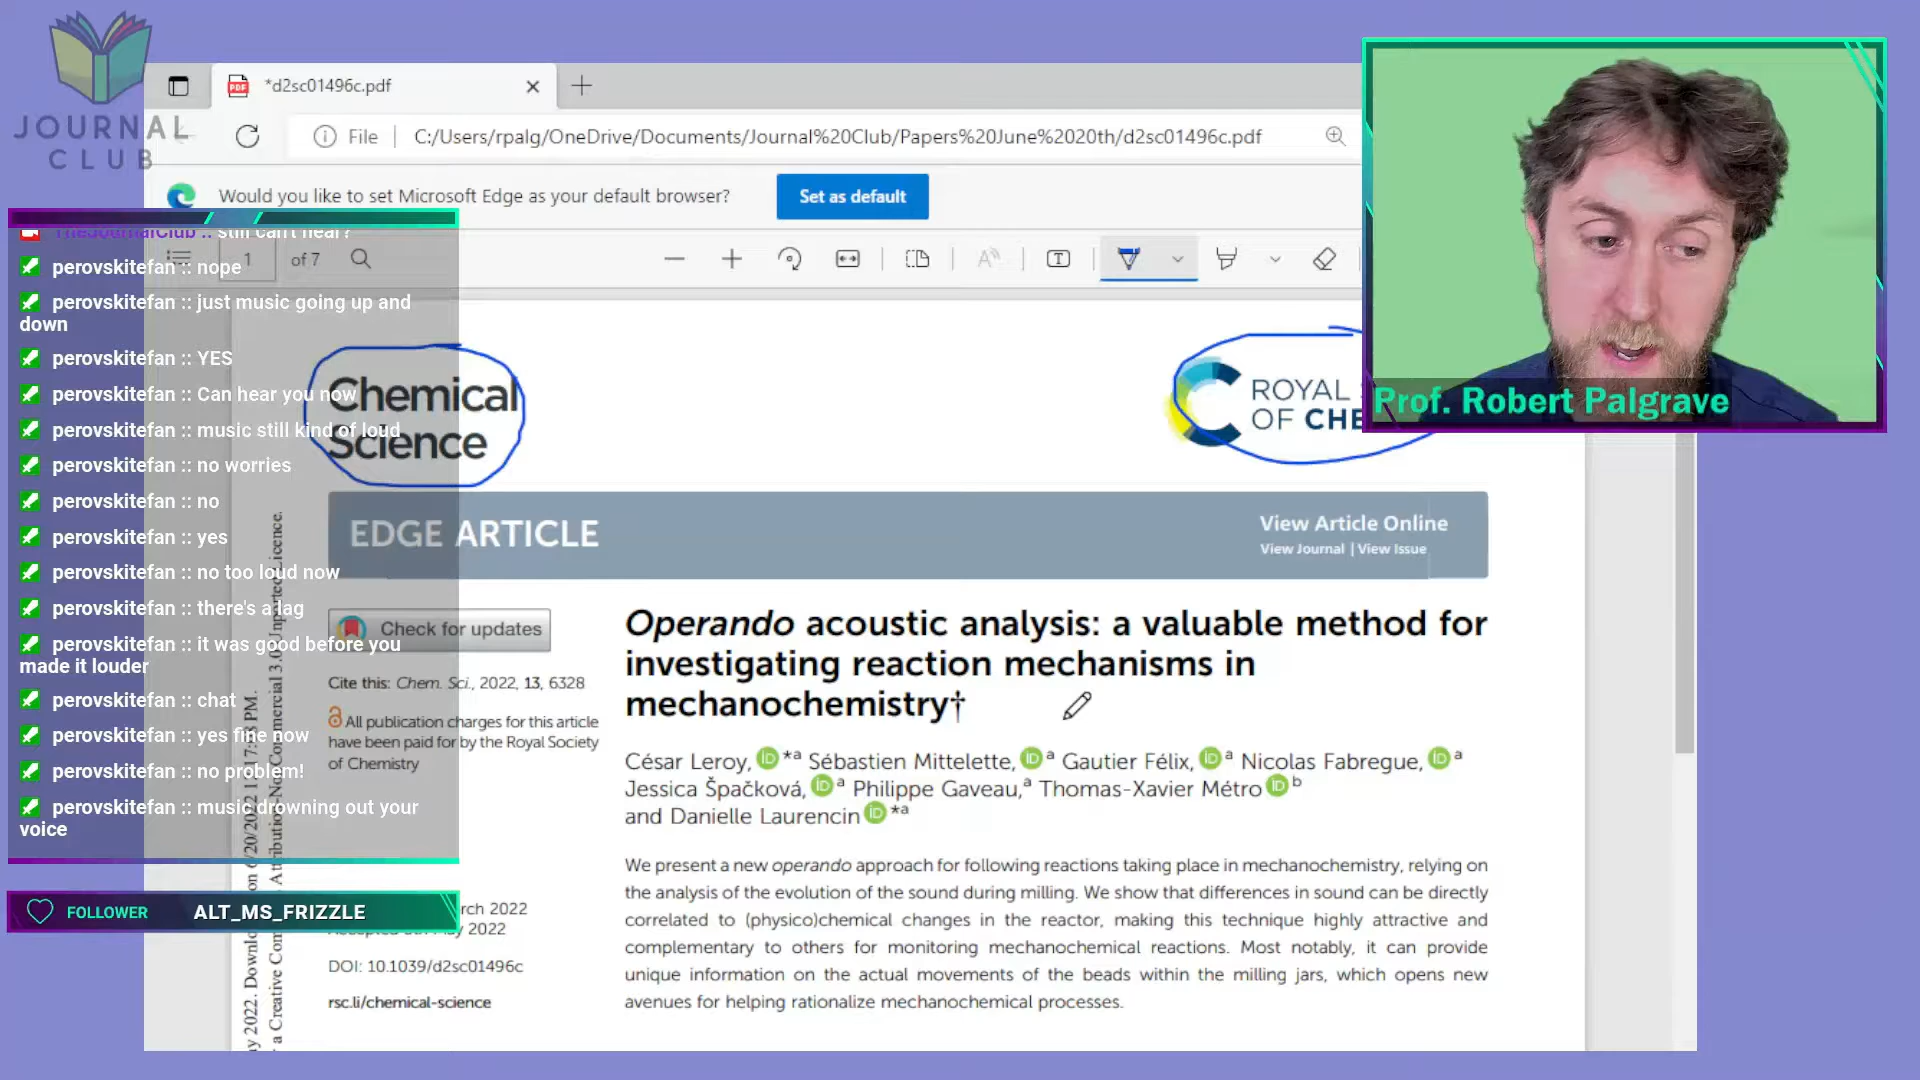 JOURNAL
CLUB
*d2sc01496c.pdf
File
C:/Users/rpalg/OneDrive/Documents/Journal%20Club/Papers%20June%2020th/d2sc01496c.pdf
Would you like to set Microsoft Edge as your default browser?
Set as default
TheJournalClub :: still can't hear?
perovskitefan :: nope
perovskitefan :: just music going up and
down
perovskitefan :: YES
perovskitefan :: Can hear you now
perovskitefan :: music still kind of loud
perovskitefan :: no worries
perovskitefan :: no
perovskitefan :: yes
perovskitefan :: no too loud now
perovskitefan :: there's a lag
perovskitefan :: it was good before you
made it louder
perovskitefan :: chat
perovskitefan :: yes fine now
perovskitefan :: no problem!
perovskitefan :: music drowning out your
voice
FOLLOWER ALT_MS_FRIZZLE
1 of 7
Chemical
Science
ROYAL
OF CHE
Prof. Robert Palgrave
EDGE ARTICLE
View Article Online
View Journal | View Issue
Check for updates
Cite this: Chem. Sci., 2022, 13, 6328
All publication charges for this article
have been paid for by the Royal Society
of Chemistry
rch 2022
May 2022
DOI: 10.1039/d2sc01496c
rsc.li/chemical-science
Operando acoustic analysis: a valuable method for
investigating reaction mechanisms in
mechanochemistry†
César Leroy, *a Sébastien Mittelette, a Gautier Félix, a Nicolas Fabregue, a
Jessica Špačková, a Philippe Gaveau,a Thomas-Xavier Métro b
and Danielle Laurencin *a
We present a new operando approach for following reactions taking place in mechanochemistry, relying on
the analysis of the evolution of the sound during milling. We show that differences in sound can be directly
correlated to (physico)chemical changes in the reactor, making this technique highly attractive and
complementary to others for monitoring mechanochemical reactions. Most notably, it can provide
unique information on the actual movements of the beads within the milling jars, which opens new
avenues for helping rationalize mechanochemical processes.